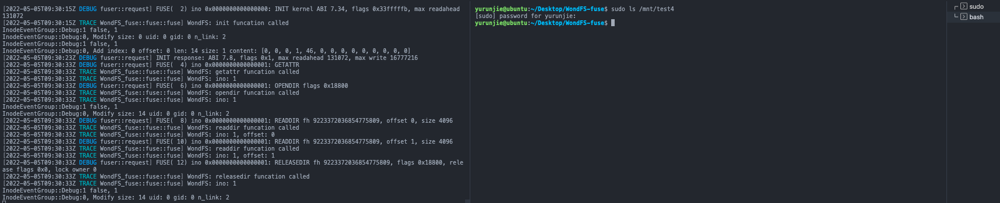 [2022-05-05T09:30:15Z DEBUG fuser::request] FUSE(  2) ino 0x0000000000000000: INIT kernel ABI 7.34, flags 0x33fffffb, max readahead
131072
[2022-05-05T09:30:15Z TRACE WondFS_fuse::fuse::fuse] WondFS: init funcation called
InodeEventGroup::Debug:1 false, 1
InodeEventGroup::Debug:0, Modify size: 0 uid: 0 gid: 0 n_link: 2
InodeEventGroup::Debug:1 false, 1
InodeEventGroup::Debug:0, Add index: 0 offset: 0 len: 14 size: 1 content: [0, 0, 0, 1, 46, 0, 0, 0, 0, 0, 0, 0, 0, 0]
[2022-05-05T09:30:23Z DEBUG fuser::request] INIT response: ABI 7.8, flags 0x1, max readahead 131072, max write 16777216
[2022-05-05T09:30:33Z DEBUG fuser::request] FUSE(  4) ino 0x0000000000000001: GETATTR
[2022-05-05T09:30:33Z TRACE WondFS_fuse::fuse::fuse] WondFS: getattr funcation called
[2022-05-05T09:30:33Z TRACE WondFS_fuse::fuse::fuse] WondFS: ino: 1
[2022-05-05T09:30:33Z DEBUG fuser::request] FUSE(  6) ino 0x0000000000000001: OPENDIR flags 0x18800
[2022-05-05T09:30:33Z TRACE WondFS_fuse::fuse::fuse] WondFS: opendir funcation called
[2022-05-05T09:30:33Z TRACE WondFS_fuse::fuse::fuse] WondFS: ino: 1
InodeEventGroup::Debug:1 false, 1
InodeEventGroup::Debug:0, Modify size: 14 uid: 0 gid: 0 n_link: 2
[2022-05-05T09:30:33Z DEBUG fuser::request] FUSE(  8) ino 0x0000000000000001: READDIR fh 9223372036854775809, offset 0, size 4096
[2022-05-05T09:30:33Z TRACE WondFS_fuse::fuse::fuse] WondFS: readdir funcation called
[2022-05-05T09:30:33Z TRACE WondFS_fuse::fuse::fuse] WondFS: ino: 1, offset: 0
[2022-05-05T09:30:33Z DEBUG fuser::request] FUSE( 10) ino 0x0000000000000001: READDIR fh 9223372036854775809, offset 1, size 4096
[2022-05-05T09:30:33Z TRACE WondFS_fuse::fuse::fuse] WondFS: readdir funcation called
[2022-05-05T09:30:33Z TRACE WondFS_fuse::fuse::fuse] WondFS: ino: 1, offset: 1
[2022-05-05T09:30:33Z DEBUG fuser::request] FUSE( 12) ino 0x0000000000000001: RELEASEDIR fh 9223372036854775809, flags 0x18800, rele
ase flags 0x0, lock owner 0
[2022-05-05T09:30:33Z TRACE WondFS_fuse::fuse::fuse] WondFS: releasedir funcation called
[2022-05-05T09:30:33Z TRACE WondFS_fuse::fuse::fuse] WondFS: ino: 1
InodeEventGroup::Debug:1 false, 1
InodeEventGroup::Debug:0, Modify size: 14 uid: 0 gid: 0 n_link: 2
yurunjie@ubuntu:~/Desktop/WondFS-fuse$ sudo ls /mnt/test4
[sudo] password for yurunjie:
yurunjie@ubuntu:~/Desktop/WondFS-fuse$
sudo
bash